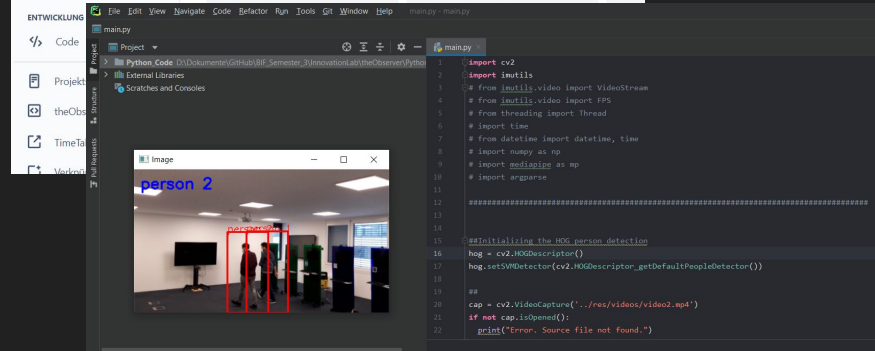 ENTWICKLUNG
Code
Projekt
theObs
TimeTa
Verknü
File Edit View Navigate Code Refactor Run Tools Git Window Help main.py - main.py
main.py
Project
Structure
Pull Requests
Project
Python_Code D:\Dokumente\GitHub\BIF_Semester_3\InnovationLab\theObserver\Python
External Libraries
Scratches and Consoles
Image
person 2
main.py
1 import cv2
2 import imutils
3 # from imutils.video import VideoStream
4 # from imutils.video import FPS
5 # from threading import Thread
6 # import time
7 # from datetime import datetime, time
8 # import numpy as np
9 # import mediapipe as mp
10 # import argparse
11
12 ########################################################################################
13
14
15 ##Initializing the HOG person detection
16 hog = cv2.HOGDescriptor()
17 hog.setSVMDetector(cv2.HOGDescriptor_getDefaultPeopleDetector())
18
19 ##
20 cap = cv2.VideoCapture('../res/videos/video2.mp4')
21 if not cap.isOpened():
22 print("Error. Source file not found.")